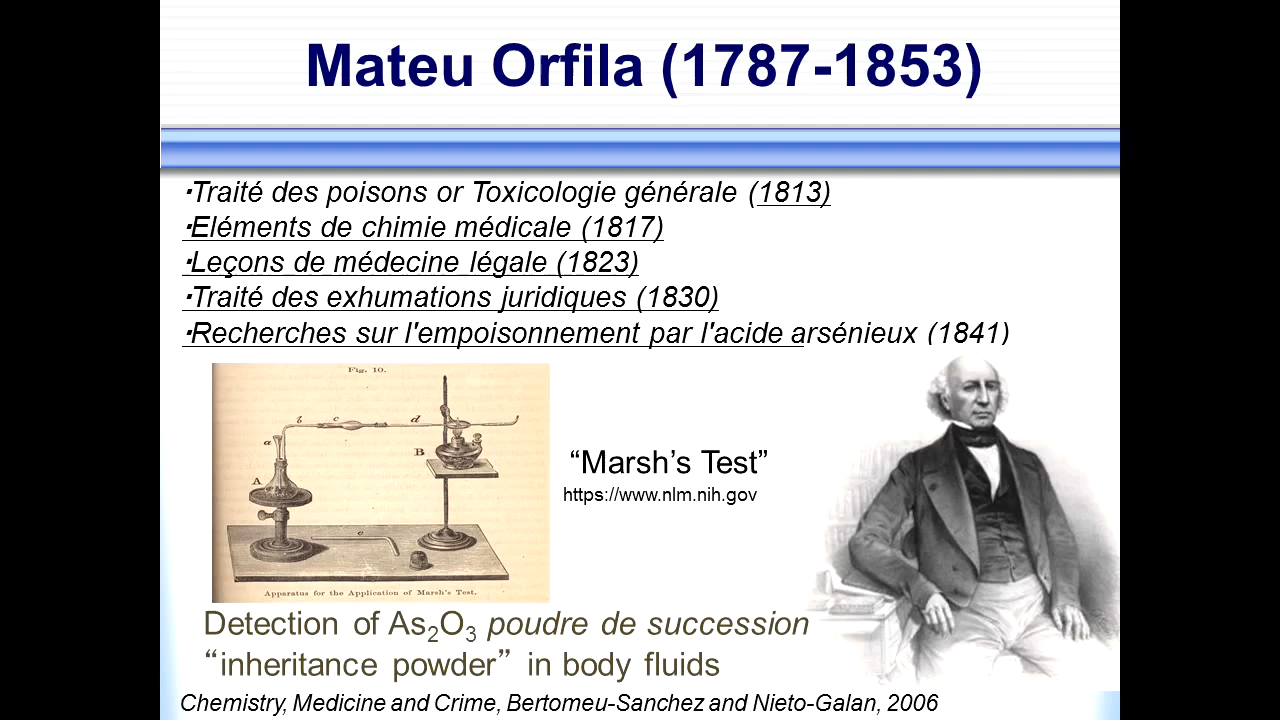 Mateu Orfila (1787-1853)
·Traité des poisons or Toxicologie générale (1813)
·Eléments de chimie médicale (1817)
·Leçons de médecine légale (1823)
·Traité des exhumations juridiques (1830)
·Recherches sur l'empoisonnement par l'acide arsénieux (1841)
Fig. 10.
a
b
c
d
A
B
e
Apparatus for the Application of Marsh's Test.
“Marsh’s Test”
https://www.nlm.nih.gov
Detection of As₂O₃ poudre de succession
“inheritance powder” in body fluids
Chemistry, Medicine and Crime, Bertomeu-Sanchez and Nieto-Galan, 2006